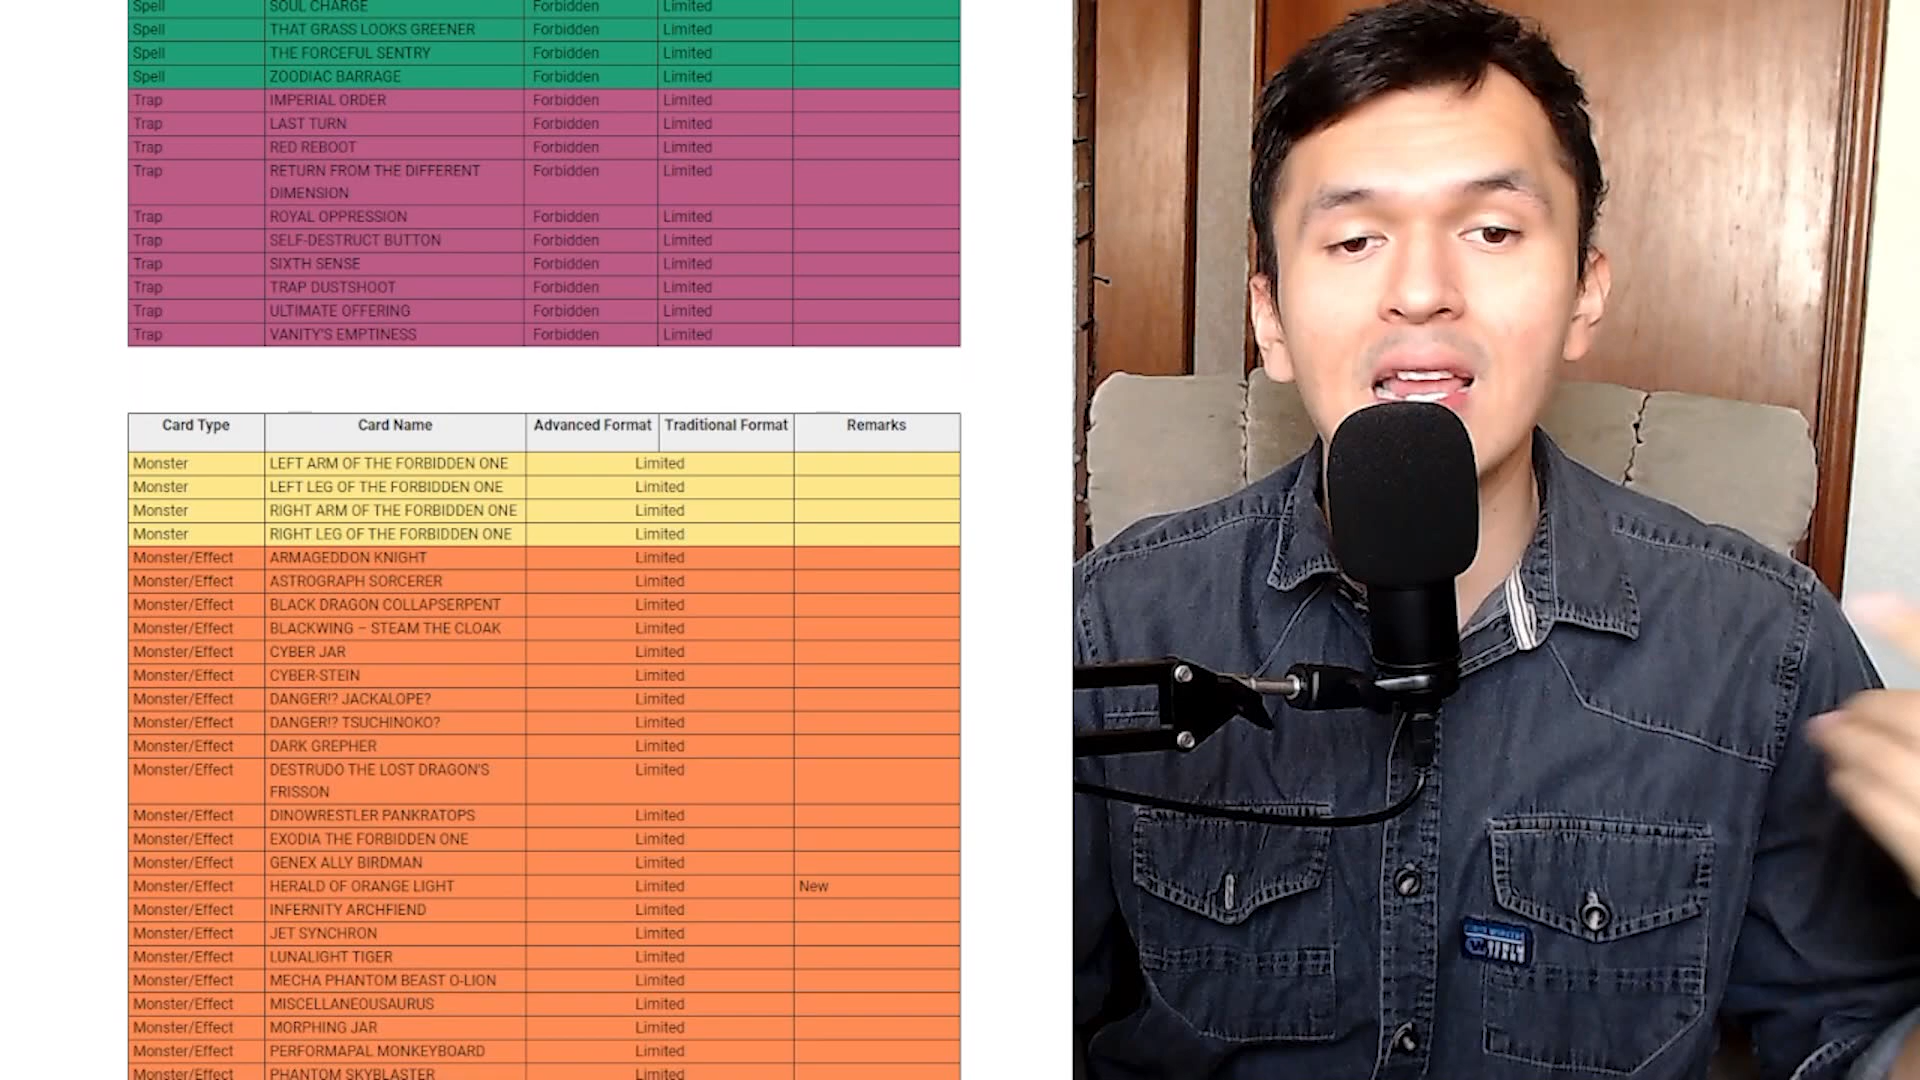 Spell SOUL CHARGE Forbidden Limited
Spell THAT GRASS LOOKS GREENER Forbidden Limited
Spell THE FORCEFUL SENTRY Forbidden Limited
Spell ZOODIAC BARRAGE Forbidden Limited
Trap IMPERIAL ORDER Forbidden Limited
Trap LAST TURN Forbidden Limited
Trap RED REBOOT Forbidden Limited
Trap RETURN FROM THE DIFFERENT Forbidden Limited
DIMENSION
Trap ROYAL OPPRESSION Forbidden Limited
Trap SELF-DESTRUCT BUTTON Forbidden Limited
Trap SIXTH SENSE Forbidden Limited
Trap TRAP DUSTSHOOT Forbidden Limited
Trap ULTIMATE OFFERING Forbidden Limited
Trap VANITY'S EMPTINESS Forbidden Limited
Card Type Card Name Advanced Format Traditional Format Remarks
Monster LEFT ARM OF THE FORBIDDEN ONE Limited
Monster LEFT LEG OF THE FORBIDDEN ONE Limited
Monster RIGHT ARM OF THE FORBIDDEN ONE Limited
Monster RIGHT LEG OF THE FORBIDDEN ONE Limited
Monster/Effect ARMAGEDDON KNIGHT Limited
Monster/Effect ASTROGRAPH SORCERER Limited
Monster/Effect BLACK DRAGON COLLAPSERPENT Limited
Monster/Effect BLACKWING – STEAM THE CLOAK Limited
Monster/Effect CYBER JAR Limited
Monster/Effect CYBER-STEIN Limited
Monster/Effect DANGER!? JACKALOPE? Limited
Monster/Effect DANGER!? TSUCHINOKO? Limited
Monster/Effect DARK GREPHER Limited
Monster/Effect DESTRUDO THE LOST DRAGON'S Limited
FRISSON
Monster/Effect DINOWRESTLER PANKRATOPS Limited
Monster/Effect EXODIA THE FORBIDDEN ONE Limited
Monster/Effect GENEX ALLY BIRDMAN Limited
Monster/Effect HERALD OF ORANGE LIGHT Limited New
Monster/Effect INFERNITY ARCHFIEND Limited
Monster/Effect JET SYNCHRON Limited
Monster/Effect LUNALIGHT TIGER Limited
Monster/Effect MECHA PHANTOM BEAST O-LION Limited
Monster/Effect MISCELLANEOUSAURUS Limited
Monster/Effect MORPHING JAR Limited
Monster/Effect PERFORMAPAL MONKEYBOARD Limited
Monster/Effect PHANTOM SKYBLASTER Limited